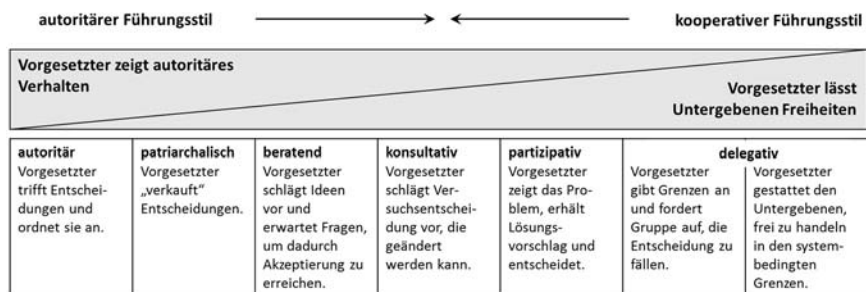 autoritärer Führungsstil
kooperativer Führungsstil
Vorgesetzter zeigt autoritäres
Verhalten
Vorgesetzter lässt
Untergebenen Freiheiten
autoritär
Vorgesetzter
trifft Entschei-
dungen und
ordnet sie an.
patriarchalisch
Vorgesetzter
„verkauft“
Entscheidungen.
beratend
Vorgesetzter
schlägt Ideen
vor und
erwartet Fragen,
um dadurch
Akzeptierung zu
erreichen.
konsultativ
Vorgesetzter
schlägt Ver-
suchsentschei-
dung vor, die
geändert
werden kann.
partizipativ
Vorgesetzter
zeigt das Pro-
blem, erhält
Lösungs-
vorschlag und
entscheidet.
delegativ
Vorgesetzter
gibt Grenzen an
und fordert
Gruppe auf, die
Entscheidung zu
fällen.
Vorgesetzter
gestattet den
Untergebenen,
frei zu handeln
in den system-
bedingten
Grenzen.